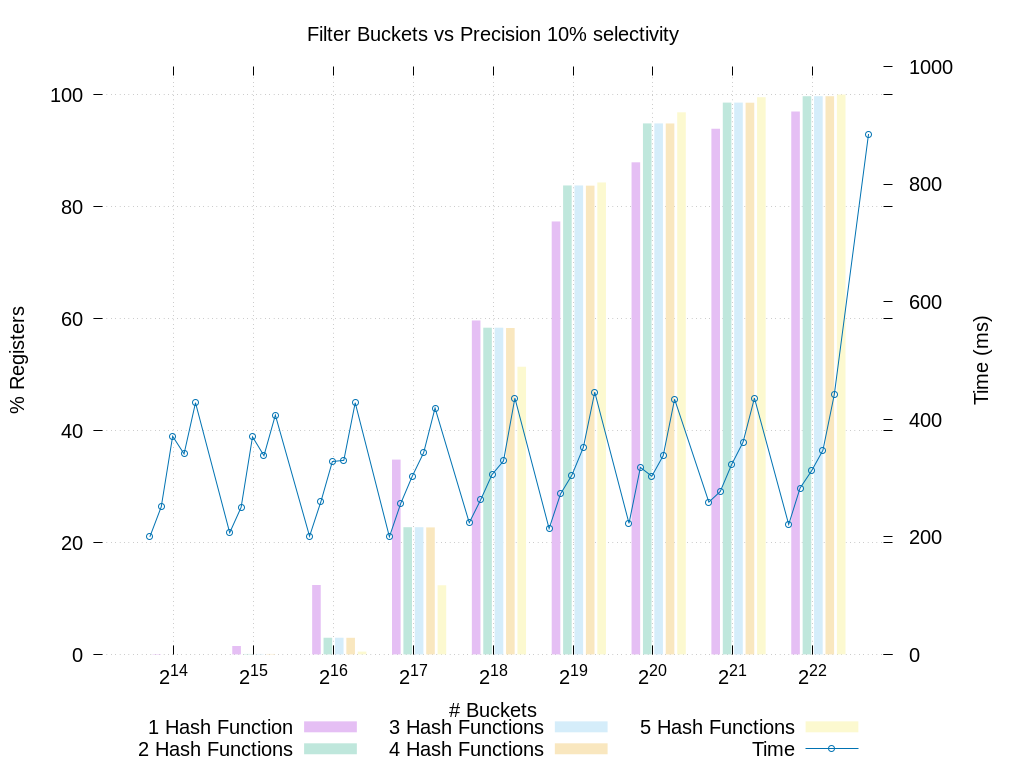 Filter Buckets vs Precision 10% selectivity
1000
100
800
80
600
60
% Registers
Time (ms)
400
40
200
20
0
0
2^14 2^15 2^16 2^17 2^18 2^19 2^20 2^21 2^22
# Buckets
1 Hash Function 3 Hash Functions 5 Hash Functions
2 Hash Functions 4 Hash Functions Time